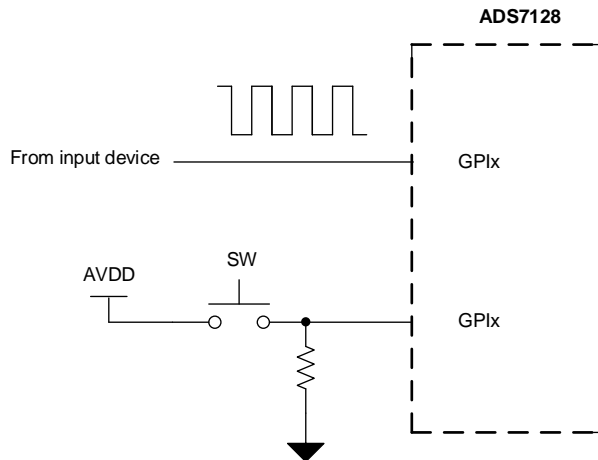 ADS7128
From input device
GPIx
SW
AVDD
GPIx